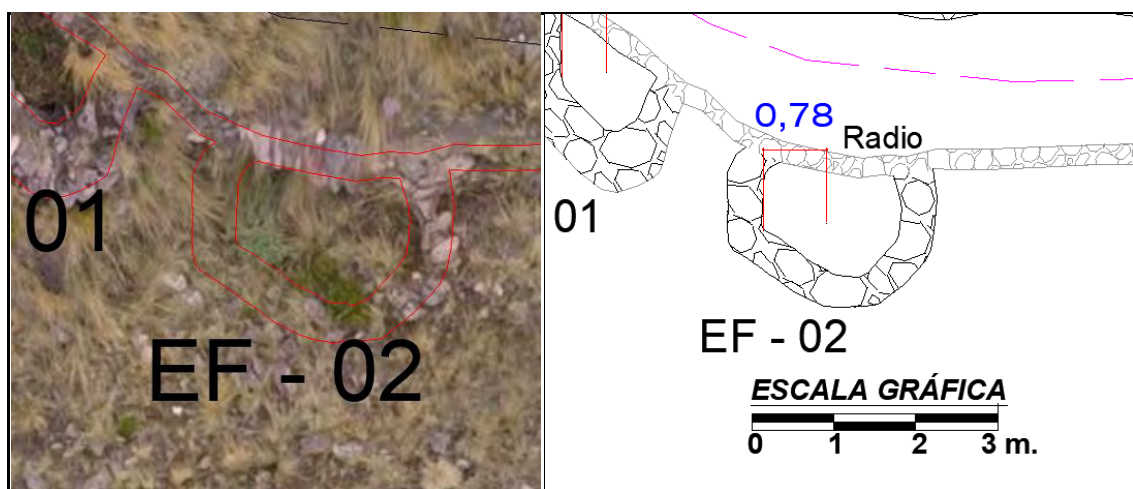 01
EF - 02
0,78
Radio
01
EF - 02
ESCALA GRÁFICA
0 1 2 3 m.